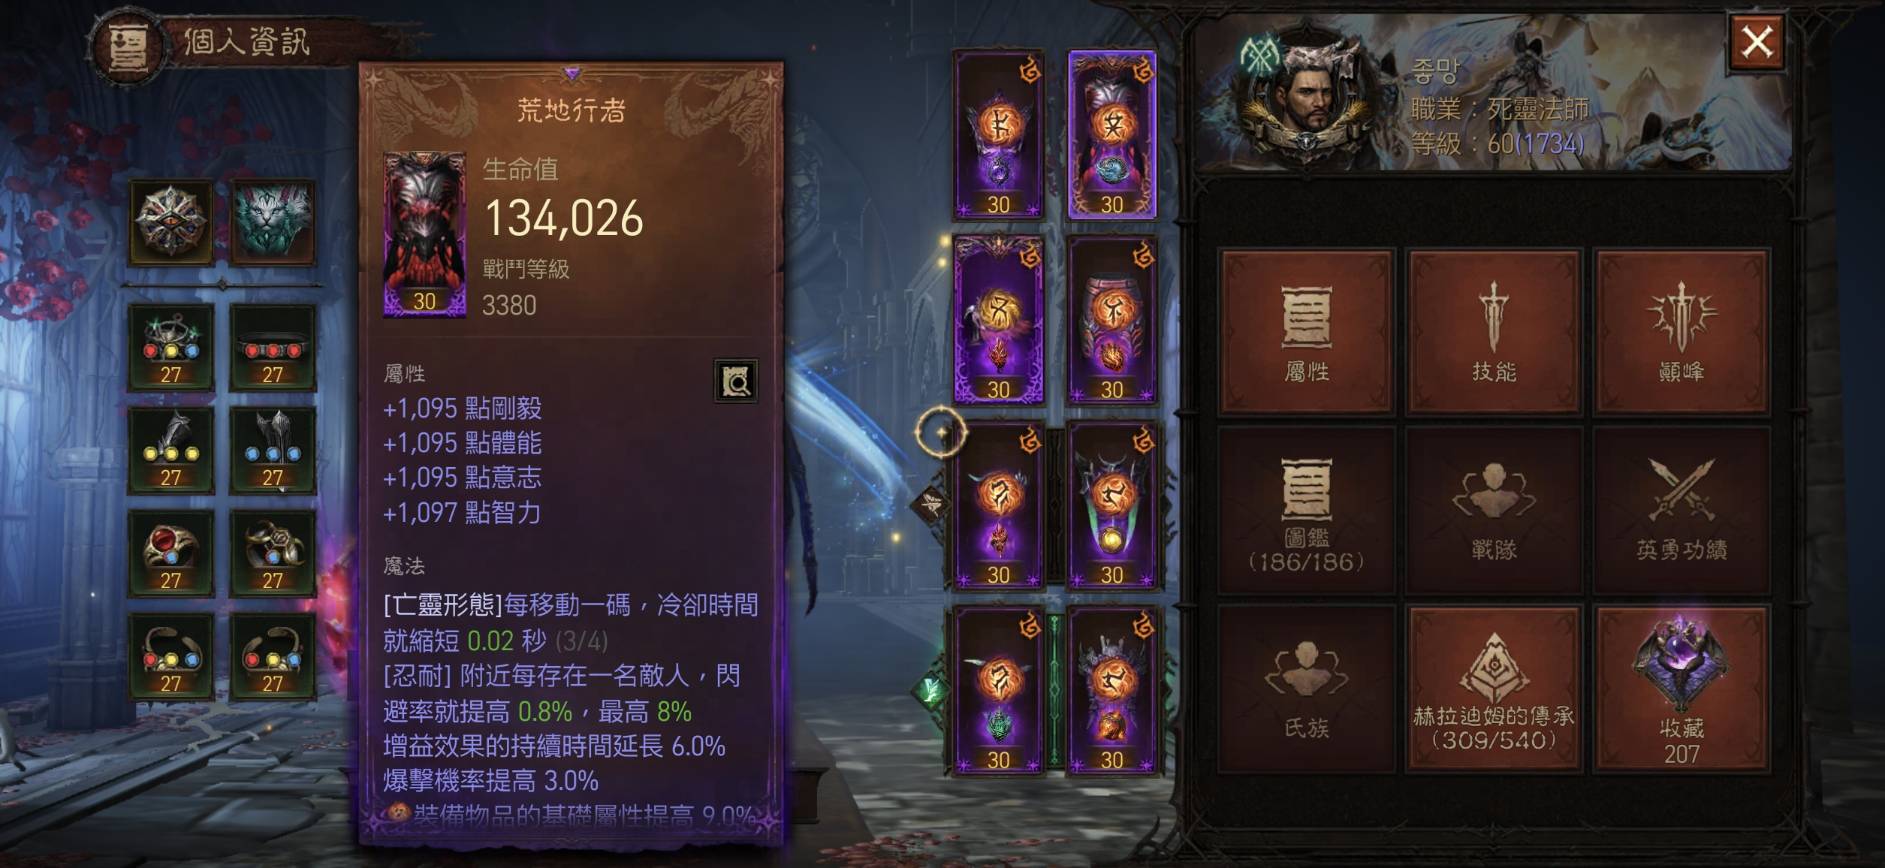 個人資訊
荒地行者
生命值
134,026
戰鬥等級
3380
30
屬性
+1,095 點剛毅
+1,095 點體能
+1,095 點意志
+1,097 點智力
魔法
[亡靈形態]每移動一碼，冷卻時間
就縮短 0.02 秒 (3/4)
[忍耐] 附近每存在一名敵人，閃
避率就提高 0.8%，最高 8%
增益效果的持續時間延長 6.0%
爆擊機率提高 3.0%
裝備物品的基礎屬性提高 9.0%
27
27
27
27
27
27
27
27
30
30
30
30
30
30
30
30
종망
職業：死靈法師
等級：60(1734)
屬性
技能
巔峰
圖鑑
(186/186)
戰隊
英勇功績
氏族
赫拉迪姆的傳承
(309/540)
收藏
207